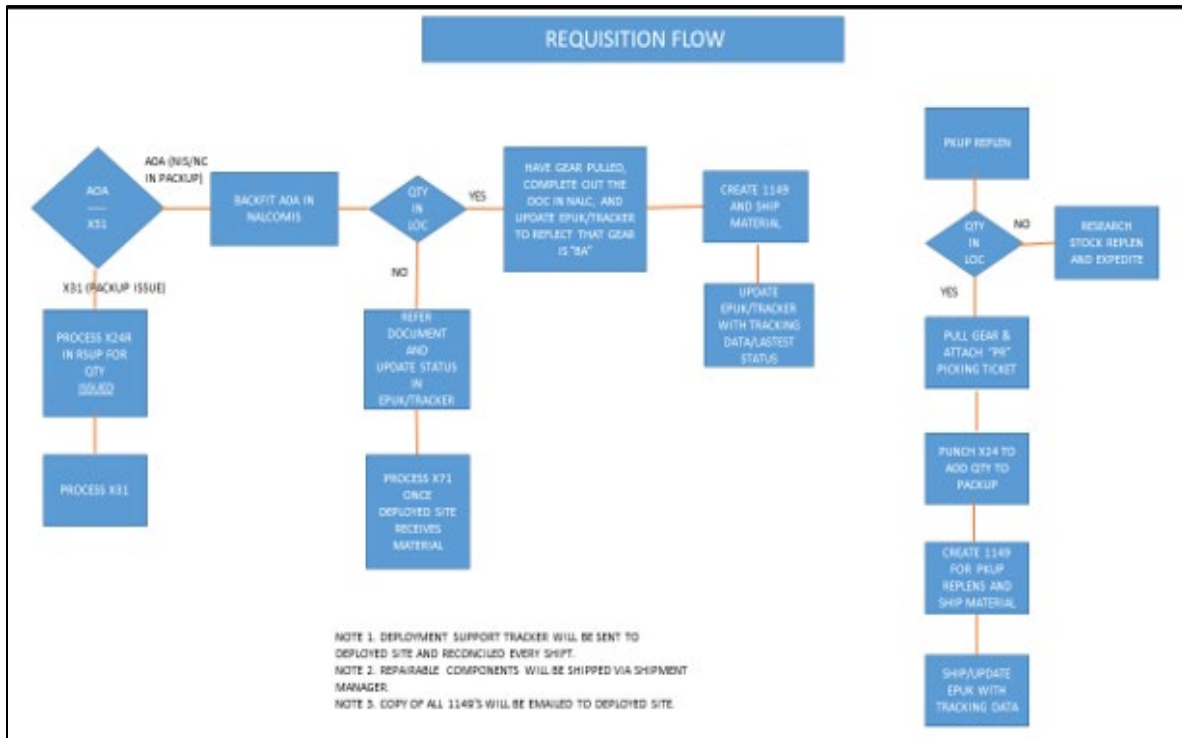 REQUISITION FLOW
A0A
X31
A0A (NIS/NC
IN PACKUP)
BACKFIT A0A IN
NALCOMIS
QTY
IN
LOC
YES
HAVE GEAR PULLED,
COMPLETE OUT THE
DOC IN NALC, AND
UPDATE EPUK/TRACKER
TO REFLECT THAT GEAR
IS "BA"
CREATE 1149
AND SHIP
MATERIAL
UPDATE
EPUK/TRACKER
WITH TRACKING
DATA/LASTEST
STATUS
X31 (PACKUP ISSUE)
PROCESS X24R
IN RSUP FOR
QTY
ISSUED
PROCESS X31
NO
REFER
DOCUMENT
AND
UPDATE STATUS
IN
EPUK/TRACKER
PROCESS X71
ONCE
DEPLOYED SITE
RECEIVES
MATERIAL
PKUP REPLEN
QTY
IN
LOC
NO
RESEARCH
STOCK REPLEN
AND EXPEDITE
YES
PULL GEAR &
ATTACH "PR"
PICKING TICKET
PUNCH X24 TO
ADD QTY TO
PACKUP
CREATE 1149
FOR PKUP
REPLENS AND
SHIP MATERIAL
SHIP/UPDATE
EPUK WITH
TRACKING DATA
NOTE 1. DEPLOYMENT SUPPORT TRACKER WILL BE SENT TO
DEPLOYED SITE AND RECONCILED EVERY SHIFT.
NOTE 2. REPAIRABLE COMPONENTS WILL BE SHIPPED VIA SHIPMENT
MANAGER.
NOTE 3. COPY OF ALL 1149'S WILL BE EMAILED TO DEPLOYED SITE.